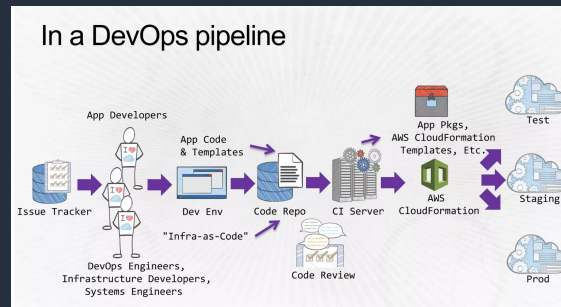 In a DevOps pipeline
App Developers
App Code
& Templates
App Pkgs,
AWS CloudFormation
Templates, Etc.
Test
Issue Tracker
Dev Env
Code Repo
CI Server
AWS
CloudFormation
Staging
"Infra-as-Code"
Code Review
DevOps Engineers,
Infrastructure Developers,
Systems Engineers
Prod